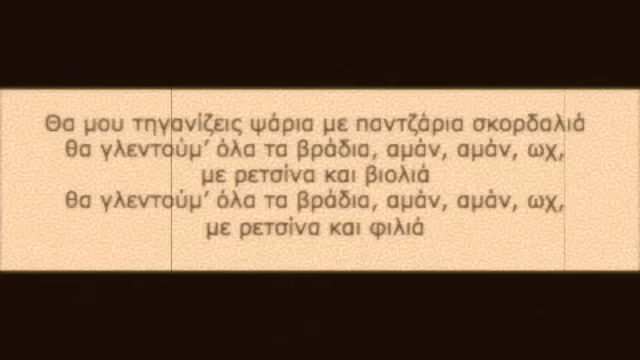 Θα μου τηγανίζεις ψάρια με παντζάρια σκορδαλιά
θα γλεντούμ' όλα τα βράδια, αμάν, αμάν, ωχ,
με ρετσίνα και βιολιά
θα γλεντούμ' όλα τα βράδια, αμάν, αμάν, ωχ,
με ρετσίνα και φιλιά